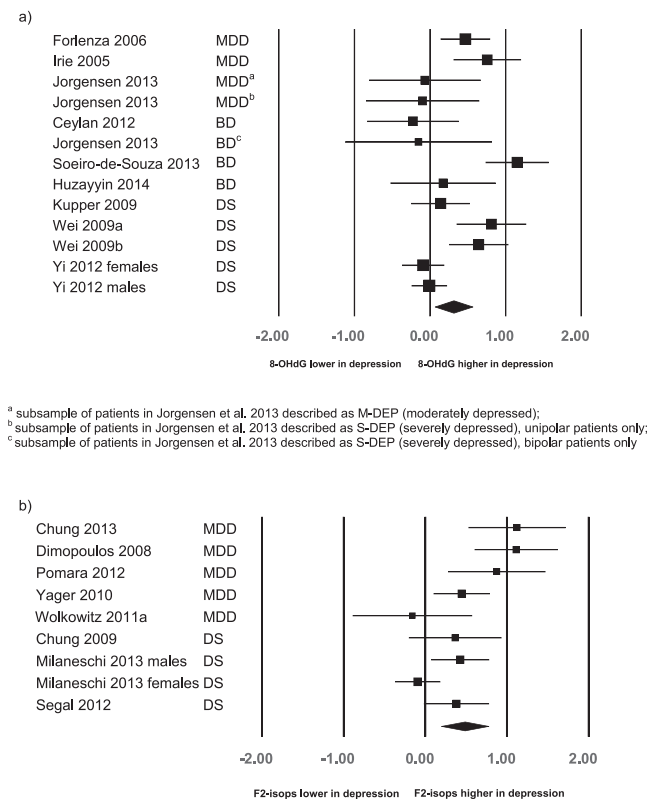 a)
Forlenza 2006 MDD
Irie 2005 MDD
Jorgensen 2013 MDDa
Jorgensen 2013 MDDb
Ceylan 2012 BD
Jorgensen 2013 BDc
Soeiro-de-Souza 2013 BD
Huzayyin 2014 BD
Kupper 2009 DS
Wei 2009a DS
Wei 2009b DS
Yi 2012 females DS
Yi 2012 males DS
-2.00 -1.00 0.00 1.00 2.00
8-OHdG lower in depression 8-OHdG higher in depression
a subsample of patients in Jorgensen et al. 2013 described as M-DEP (moderately depressed);
b subsample of patients in Jorgensen et al. 2013 described as S-DEP (severely depressed), unipolar patients only;
c subsample of patients in Jorgensen et al. 2013 described as S-DEP (severely depressed), bipolar patients only
b)
Chung 2013 MDD
Dimopoulos 2008 MDD
Pomara 2012 MDD
Yager 2010 MDD
Wolkowitz 2011a MDD
Chung 2009 DS
Milaneschi 2013 males DS
Milaneschi 2013 females DS
Segal 2012 DS
-2.00 -1.00 0.00 1.00 2.00
F2-isops lower in depression F2-isops higher in depression